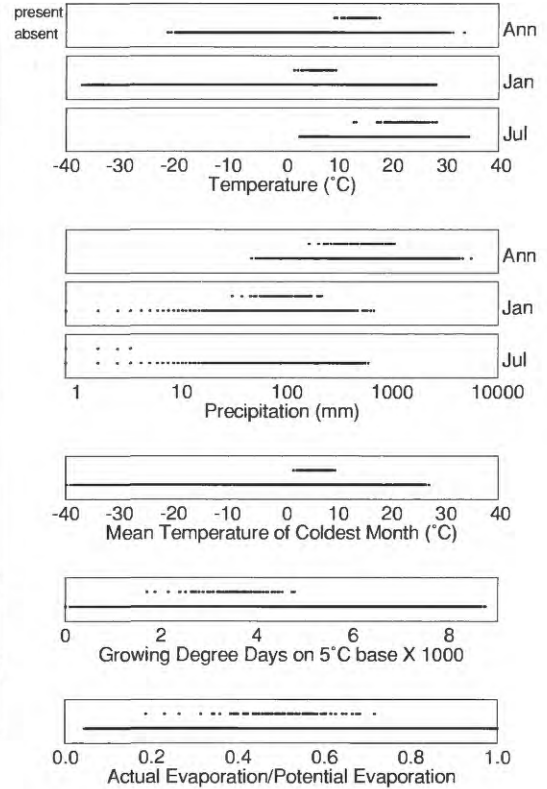 present
absent
Ann
Jan
Jul
-40 -30 -20 -10 0 10 20 30 40
Temperature (°C)
Ann
Jan
Jul
1 10 100 1000 10000
Precipitation (mm)
-40 -30 -20 -10 0 10 20 30 40
Mean Temperature of Coldest Month (°C)
0 2 4 6 8
Growing Degree Days on 5°C base X 1000
0.0 0.2 0.4 0.6 0.8 1.0
Actual Evaporation/Potential Evaporation